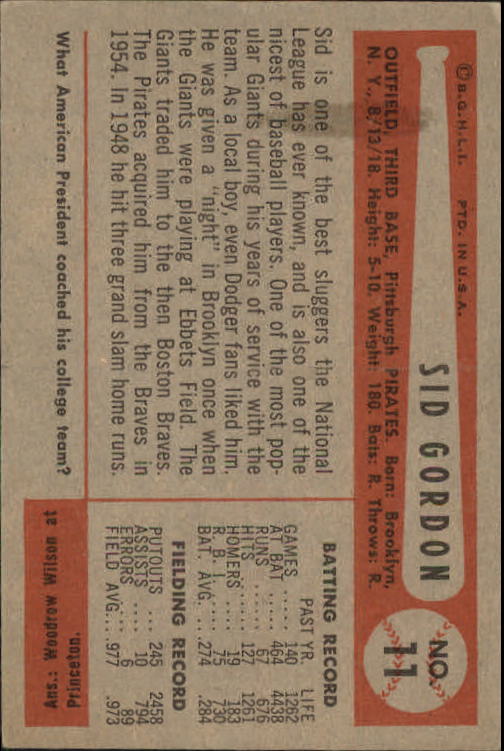 © B.G.H.L.I. PTD. IN U.S.A.
SID GORDON
NO.
11
OUTFIELD, THIRD BASE, Pittsburgh PIRATES. Born: Brooklyn,
N. Y., 8/13/18. Height: 5-10. Weight: 180. Bats: R. Throws: R.
Sid is one of the best sluggers the National
League has ever known, and is also one of the
nicest of baseball players. One of the most pop-
ular Giants during his years of service with the
team. As a local boy, even Dodger fans liked him.
He was given a "night" in Brooklyn once when
the Giants were playing at Ebbets Field. The
Giants traded him to the then Boston Braves.
The Pirates acquired him from the Braves in
1954. In 1948 he hit three grand slam home runs.
BATTING RECORD
PAST YR. LIFE
GAMES ..... 140 1262
AT BAT ..... 464 4438
RUNS ...... 67 676
HITS ...... 127 1261
HOMERS ... 19 183
R. B. I. ..... 75 730
BAT. AVG. .. .274 .284
FIELDING RECORD
PUTOUTS ... 245 2458
ASSISTS .... 10 794
ERRORS .... 6 89
FIELD AVG... .977 .973
What American President coached his college team?
Ans.: Woodrow Wilson at
Princeton.